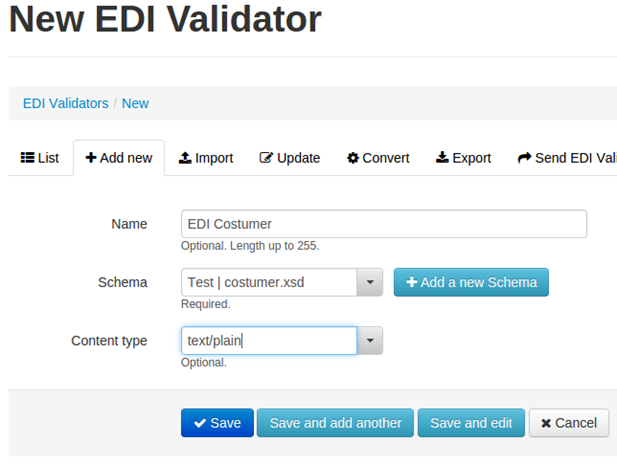 New EDI Validator
EDI Validators / New
List Add new Import Update Convert Export Send EDI Vali
Name EDI Costumer
Optional. Length up to 255.
Schema Test | costumer.xsd Add a new Schema
Required.
Content type text/plain
Optional.
Save Save and add another Save and edit Cancel